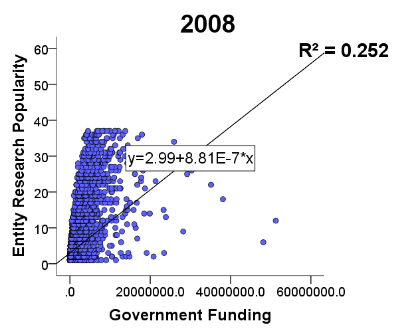 2008
R² = 0.252
60
50
40
30
20
10
0
Entity Research Popularity
y=2.99+8.81E-7*x
.0 20000000.0 40000000.0 60000000.0
Government Funding